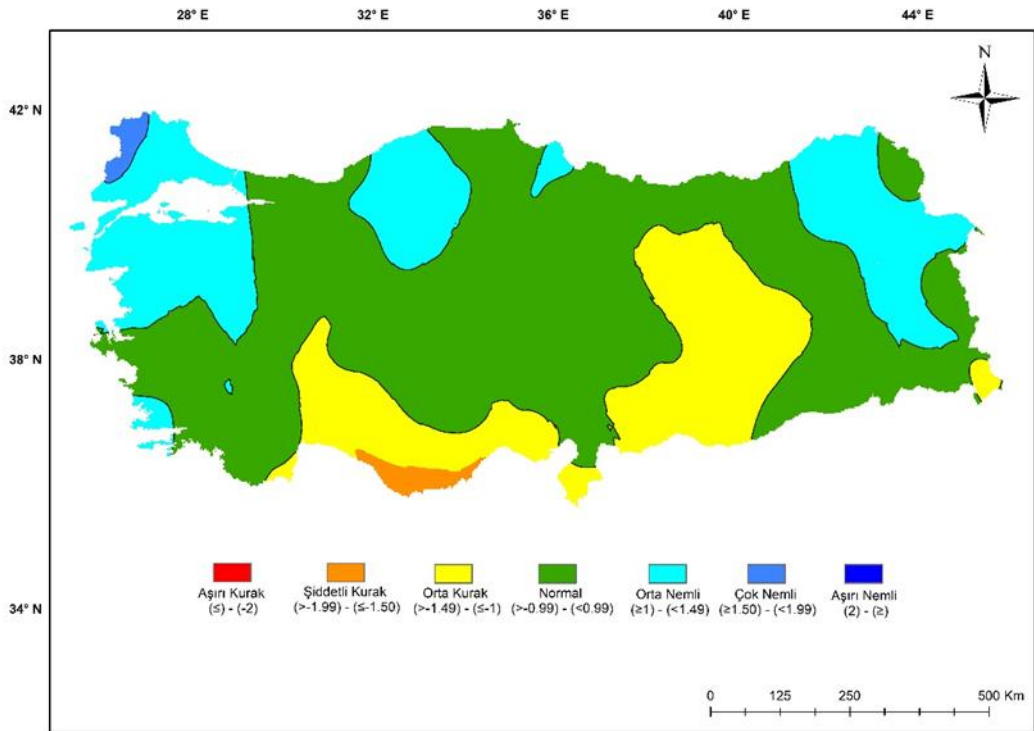 28° E 32° E 36° E 40° E 44° E
N
42° N
38° N
34° N
Aşırı Kurak
(≤) - (-2)
Şiddetli Kurak
(>-1.99) - (≤-1.50)
Orta Kurak
(>-1.49) - (≤-1)
Normal
(>-0.99) - (<0.99)
Orta Nemli
(≥1) - (<1.49)
Çok Nemli
(≥1.50) - (<1.99)
Aşırı Nemli
(2) - (≥)
0 125 250 500 Km